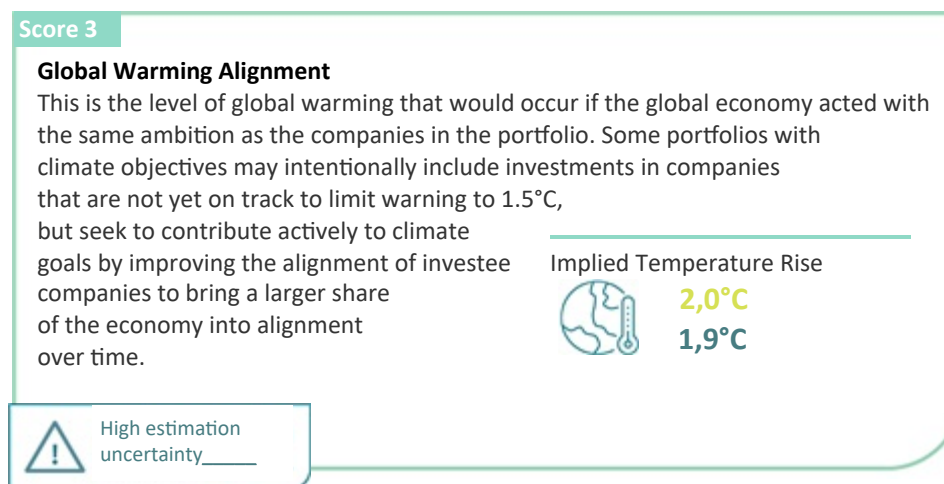 Score 3
Global Warming Alignment
This is the level of global warming that would occur if the global economy acted with
the same ambition as the companies in the portfolio. Some portfolios with
climate objectives may intentionally include investments in companies
that are not yet on track to limit warning to 1.5°C,
but seek to contribute actively to climate
goals by improving the alignment of investee
companies to bring a larger share
of the economy into alignment
over time.
Implied Temperature Rise
2,0°C
1,9°C
High estimation
uncertainty_____